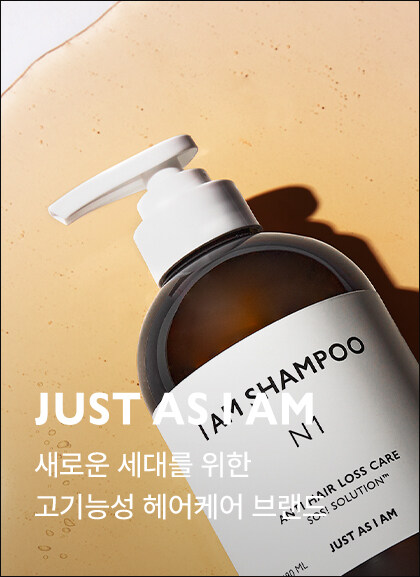 I AM SHAMPOO
N1
JUST AS I AM
새로운 세대를 위한
고기능성 헤어케어 브랜드
ANTI HAIR LOSS CARE
SOLUTION™
JUST AS I AM
ML